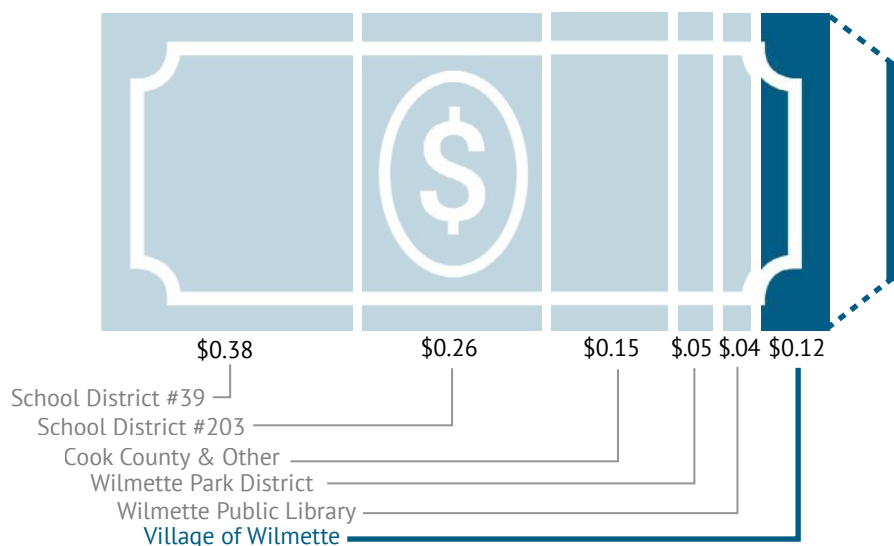 $
$0.38 $0.26 $0.15 $.05 $.04 $0.12
School District #39
School District #203
Cook County & Other
Wilmette Park District
Wilmette Public Library
Village of Wilmette